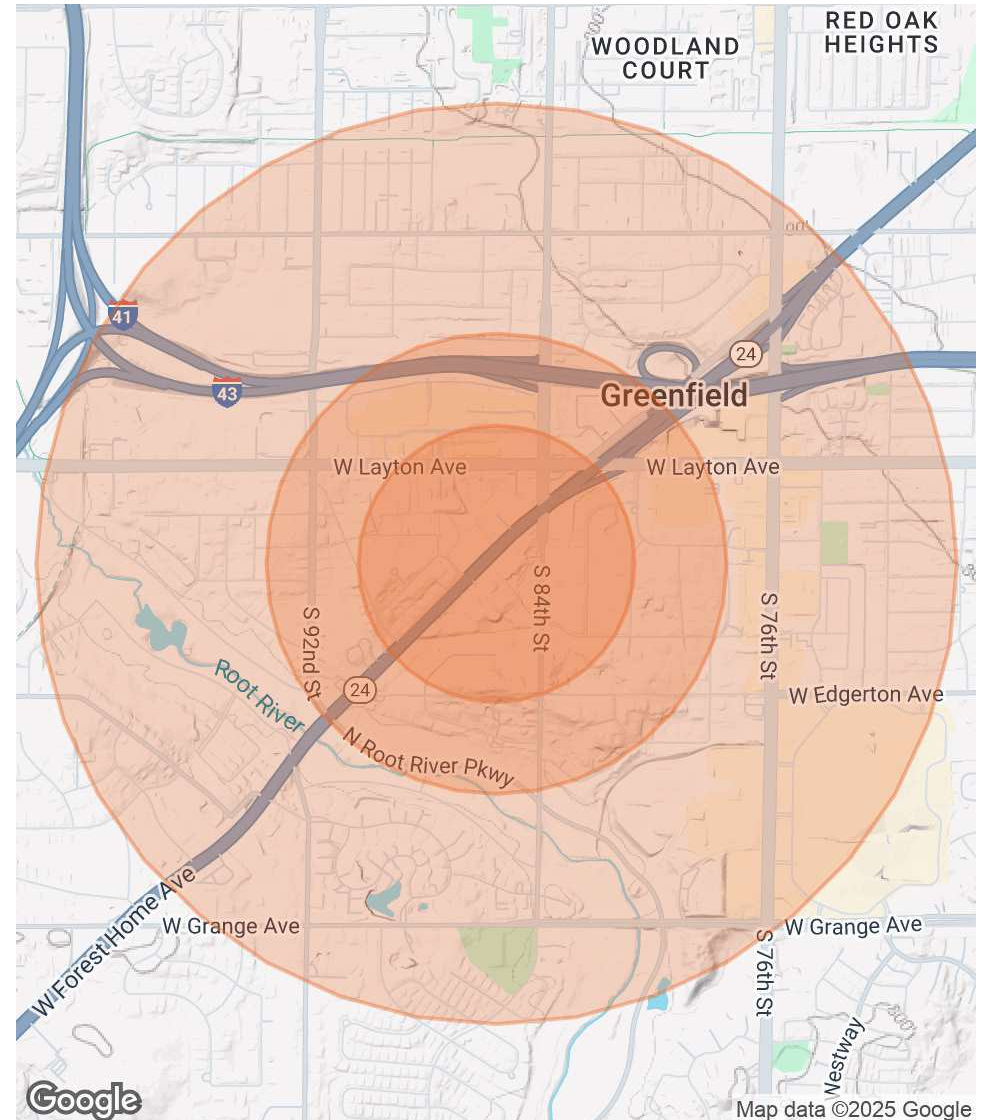 WOODLAND
COURT
RED OAK
HEIGHTS
41
43
24
Greenfield
W Layton Ave
W Layton Ave
S 92nd St
S 84th St
S 76th St
24
Root River
N Root River Pkwy
W Edgerton Ave
W Forest Home Ave
W Grange Ave
W Grange Ave
S 76th St
Westway
Google
Map data ©2025 Google